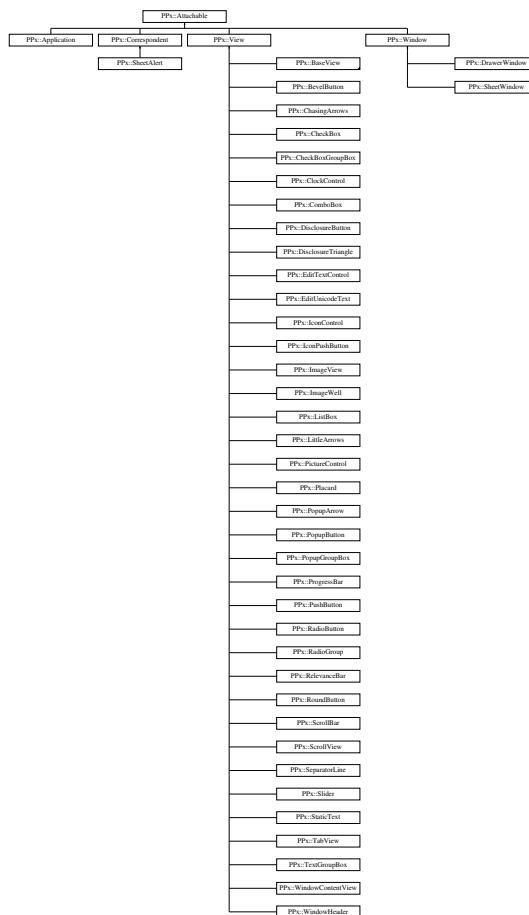 PPx::Attachable
PPx::Application
PPx::Correspondent
PPx::View
PPx::Window
PPx::SheetAlert
PPx::BaseView
PPx::DrawerWindow
PPx::BevelButton
PPx::SheetWindow
PPx::ChasingArrows
PPx::CheckBox
PPx::CheckBoxGroupBox
PPx::ClockControl
PPx::ComboBox
PPx::DisclosureButton
PPx::DisclosureTriangle
PPx::EditTextControl
PPx::EditUnicodeText
PPx::IconControl
PPx::IconPushButton
PPx::ImageView
PPx::ImageWell
PPx::ListBox
PPx::LittleArrows
PPx::PictureControl
PPx::Placard
PPx::PopupArrow
PPx::PopupButton
PPx::PopupGroupBox
PPx::ProgressBar
PPx::PushButton
PPx::RadioButton
PPx::RadioGroup
PPx::RelevanceBar
PPx::RoundButton
PPx::ScrollBar
PPx::ScrollView
PPx::SeparatorLine
PPx::Slider
PPx::StaticText
PPx::TabView
PPx::TextGroupBox
PPx::WindowContentView
PPx::WindowHeader